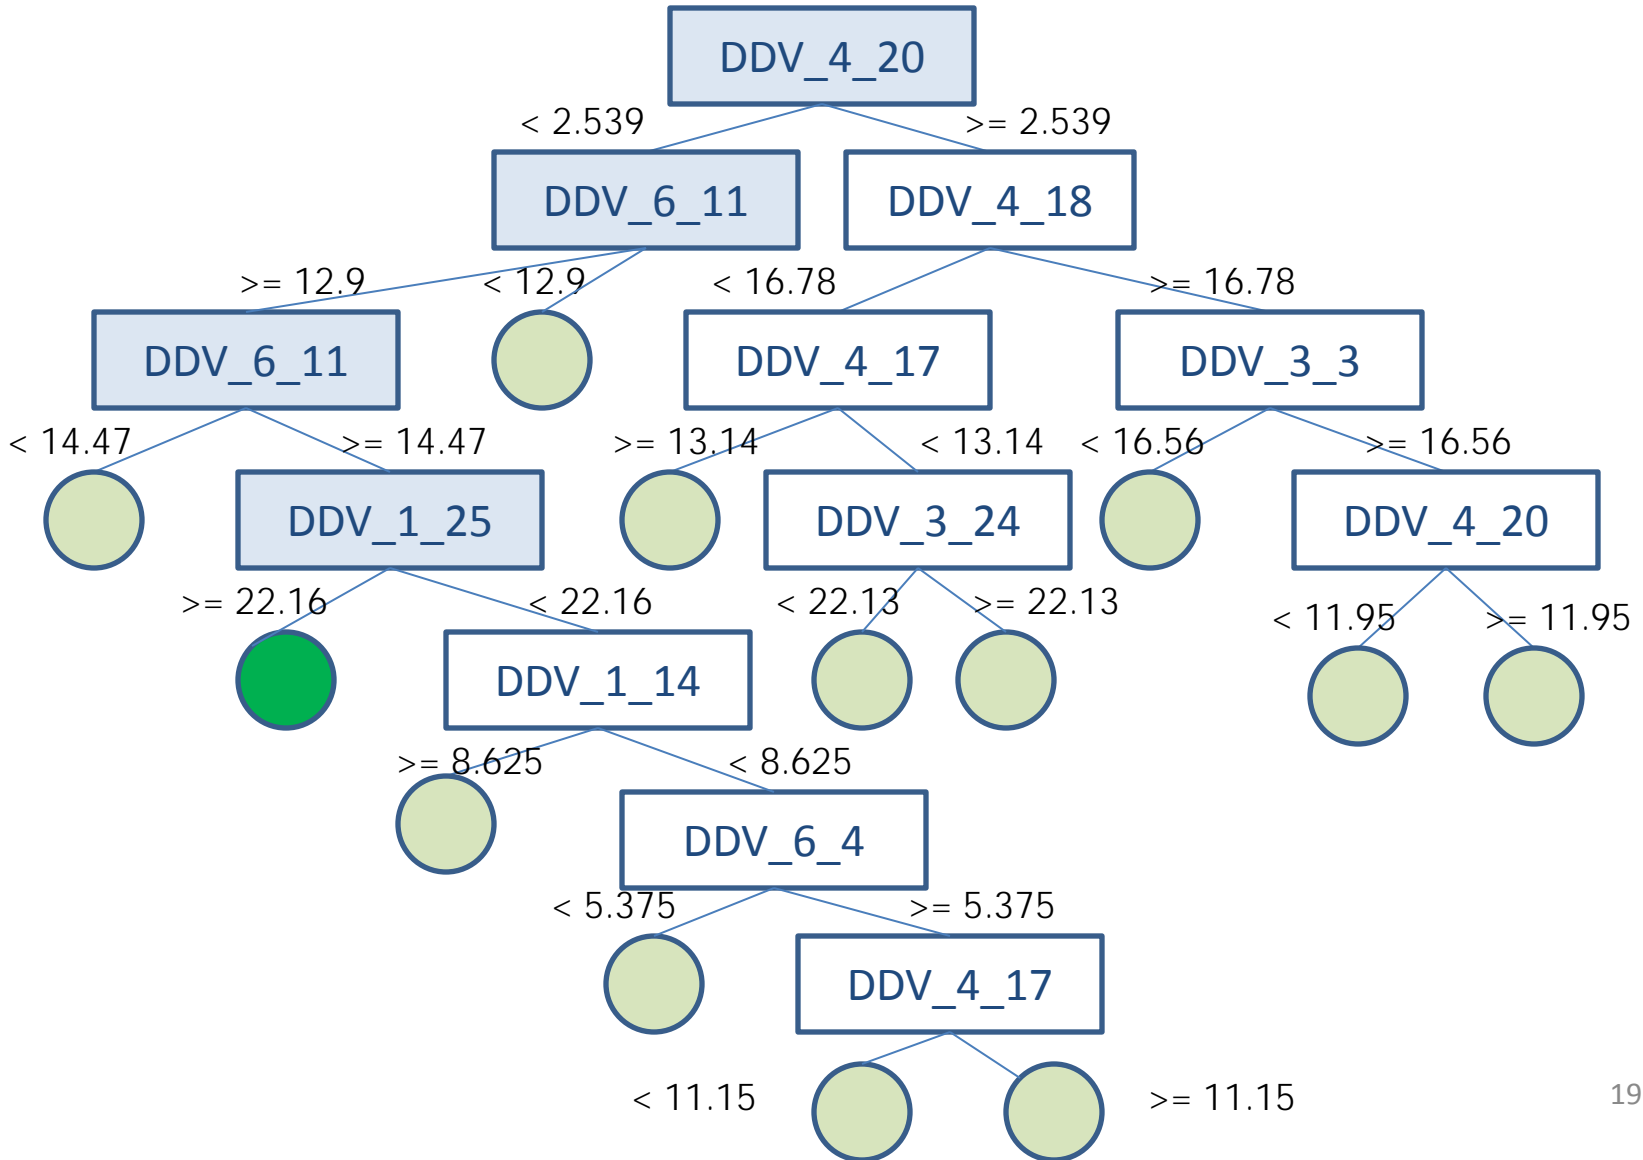 DDV_4_20
< 2.539
>= 2.539
DDV_6_11
DDV_4_18
>= 12.9
< 12.9
< 16.78
>= 16.78
DDV_6_11
DDV_4_17
DDV_3_3
< 14.47
>= 14.47
>= 13.14
< 13.14
< 16.56
>= 16.56
DDV_1_25
DDV_3_24
DDV_4_20
>= 22.16
< 22.16
< 22.13
>= 22.13
< 11.95
>= 11.95
DDV_1_14
>= 8.625
< 8.625
DDV_6_4
< 5.375
>= 5.375
DDV_4_17
< 11.15
>= 11.15
19